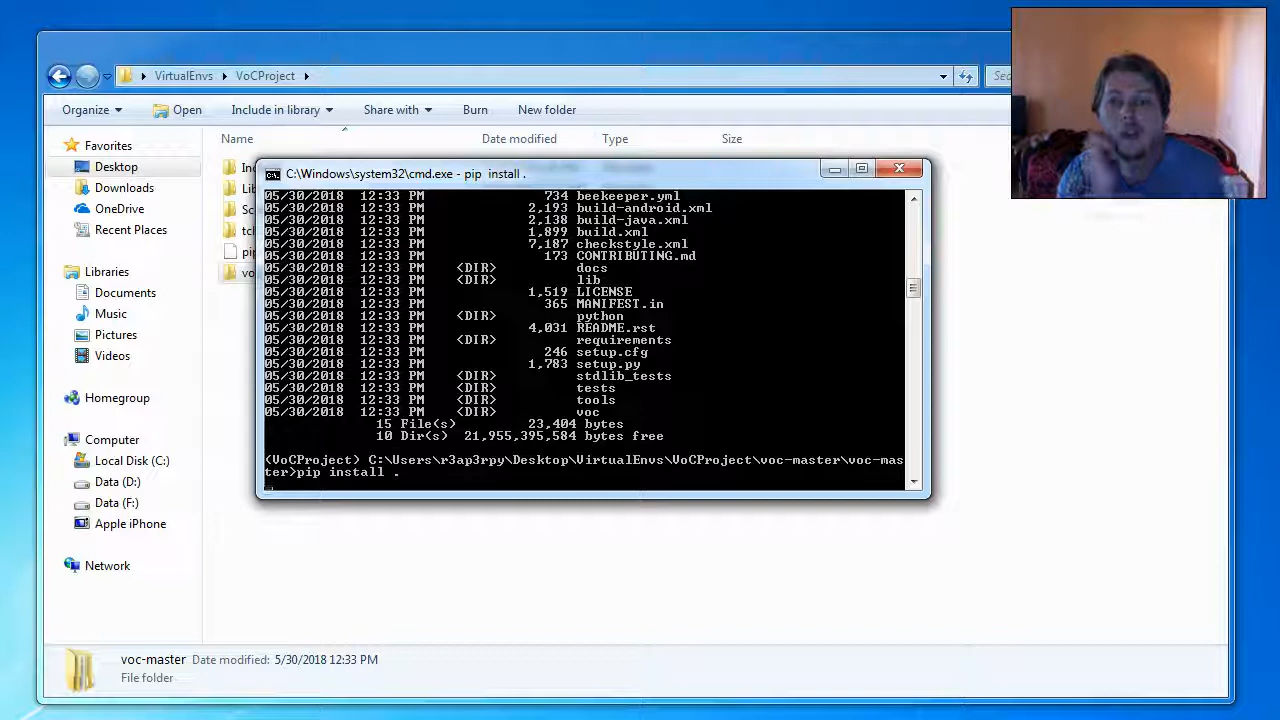 VirtualEnvs
VoCProject
Organize
Open
Include in library
Share with
Burn
New folder
Favorites
Desktop
Downloads
OneDrive
Recent Places
Libraries
Documents
Music
Pictures
Videos
Homegroup
Computer
Local Disk (C:)
Data (D:)
Data (F:)
Apple iPhone
Network
Name
Date modified
Type
Size
C:\Windows\system32\cmd.exe - pip install .
05/30/2018 12:33 PM 734 beekeeper.yml
05/30/2018 12:33 PM 2,193 build-android.xml
05/30/2018 12:33 PM 2,138 build-java.xml
05/30/2018 12:33 PM 1,899 build.xml
05/30/2018 12:33 PM 7,187 checkstyle.xml
05/30/2018 12:33 PM 173 CONTRIBUTING.md
05/30/2018 12:33 PM <DIR> docs
05/30/2018 12:33 PM <DIR> lib
05/30/2018 12:33 PM 1,519 LICENSE
05/30/2018 12:33 PM 365 MANIFEST.in
05/30/2018 12:33 PM <DIR> python
05/30/2018 12:33 PM 4,031 README.rst
05/30/2018 12:33 PM <DIR> requirements
05/30/2018 12:33 PM 246 setup.cfg
05/30/2018 12:33 PM 1,783 setup.py
05/30/2018 12:33 PM <DIR> stdlib_tests
05/30/2018 12:33 PM <DIR> tests
05/30/2018 12:33 PM <DIR> tools
05/30/2018 12:33 PM <DIR> voc
15 File(s) 23,404 bytes
10 Dir(s) 21,955,395,584 bytes free
(VoCProject) C:\Users\r3ap3rpy\Desktop\VirtualEnvs\VoCProject\voc-master\voc-mas
ter>pip install .
voc-master Date modified: 5/30/2018 12:33 PM
File folder